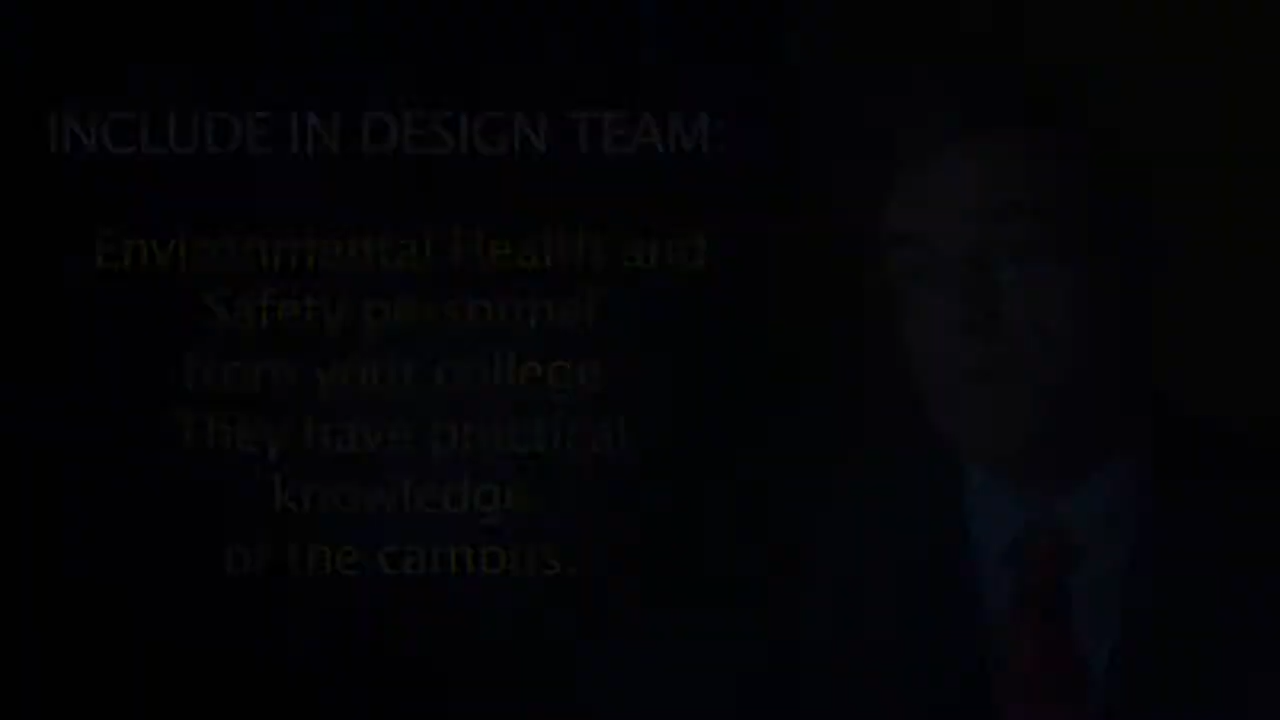 INCLUDE IN DESIGN TEAM:
Environmental Health and
Safety personnel
from your college.
They have practical
knowledge
of the campus.